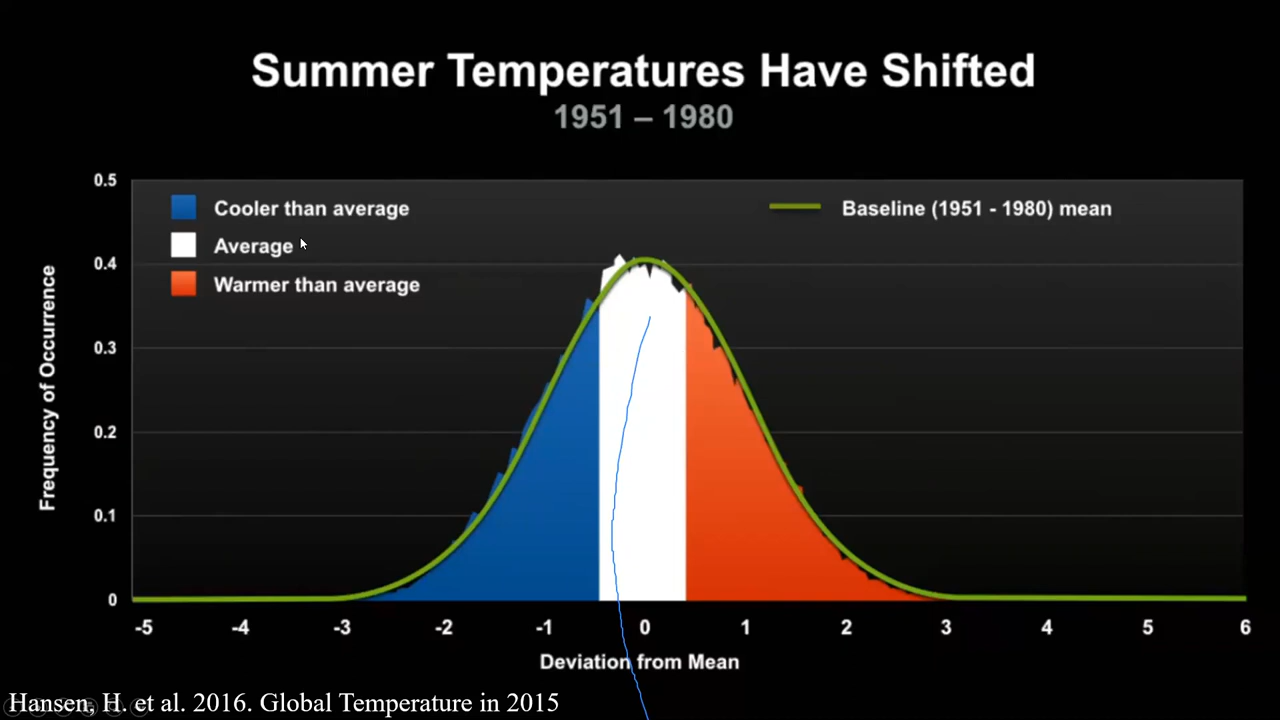 Summer Temperatures Have Shifted
1951 – 1980
0.5
Cooler than average
Baseline (1951 - 1980) mean
Average
0.4
Warmer than average
0.3
0.2
0.1
0
Frequency of Occurrence
-5 -4 -3 -2 -1 0 1 2 3 4 5 6
Deviation from Mean
Hansen, H. et al. 2016. Global Temperature in 2015